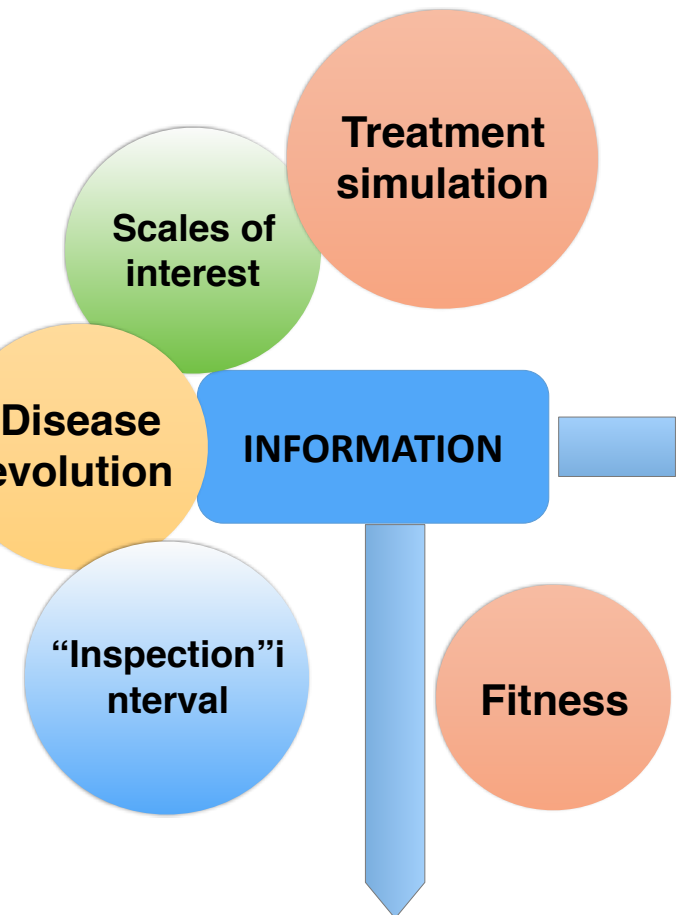 Treatment
simulation
Scales of
interest
Disease
evolution
INFORMATION
“Inspection”i
nterval
Fitness